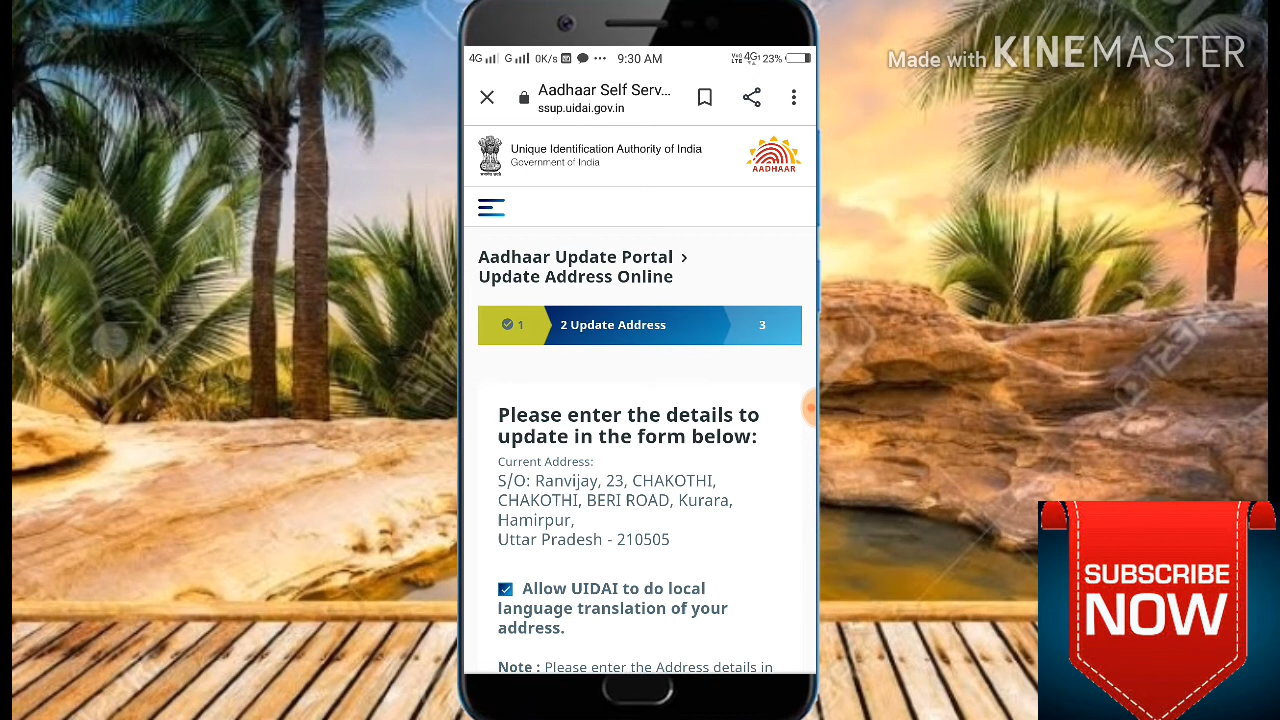 Made with KINEMASTER
4G G 0K/s 9:30 AM 4G 23%
Aadhaar Self Serv...
ssup.uidai.gov.in
Unique Identification Authority of India
Government of India
AADHAAR
Aadhaar Update Portal ›
Update Address Online
1 2 Update Address 3
Please enter the details to
update in the form below:
Current Address:
S/O: Ranvijay, 23, CHAKOTHI,
CHAKOTHI, BERI ROAD, Kurara,
Hamirpur,
Uttar Pradesh - 210505
Allow UIDAI to do local
language translation of your
address.
Note : Please enter the Address details in
SUBSCRIBE
NOW